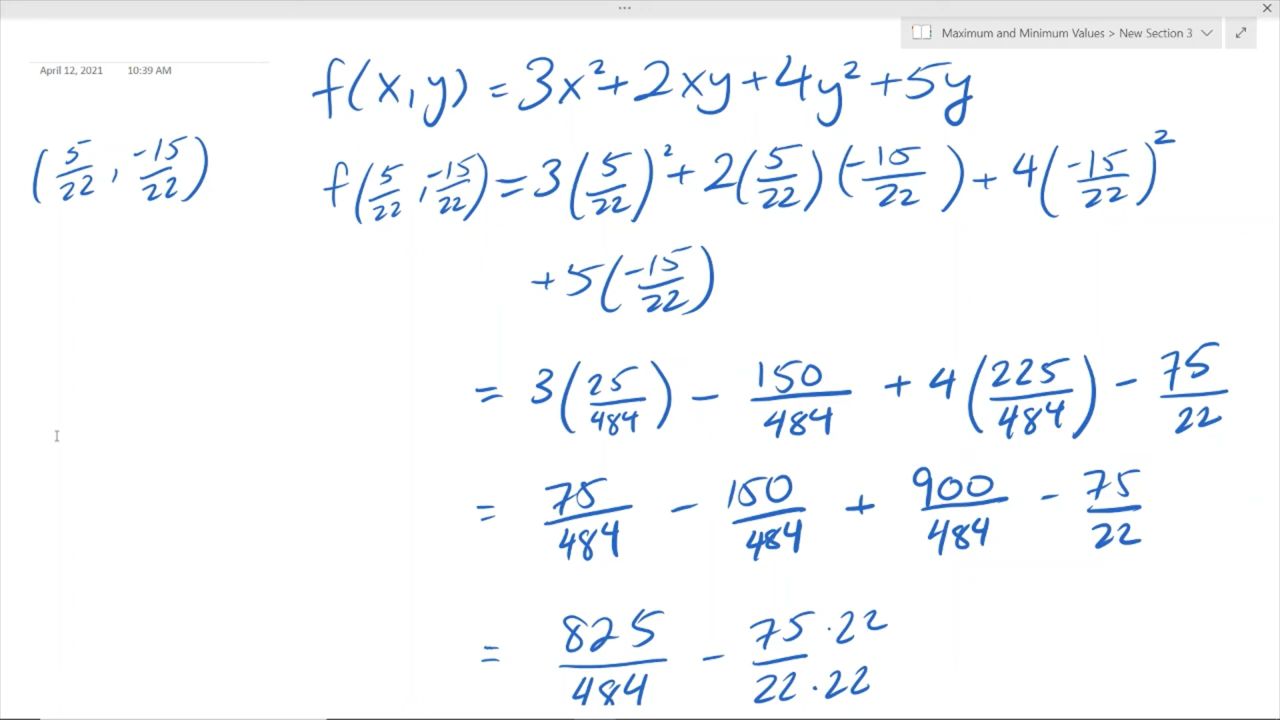 Maximum and Minimum Values > New Section 3
April 12, 2021 10:39 AM
f(x,y) = 3x² + 2xy + 4y² + 5y
(5/22, -15/22)
f(5/22, -15/22) = 3(5/22)² + 2(5/22)(-15/22) + 4(-15/22)²
+ 5(-15/22)
= 3(25/484) - 150/484 + 4(225/484) - 75/22
= 75/484 - 150/484 + 900/484 - 75/22
= 825/484 - 75·22/22·22